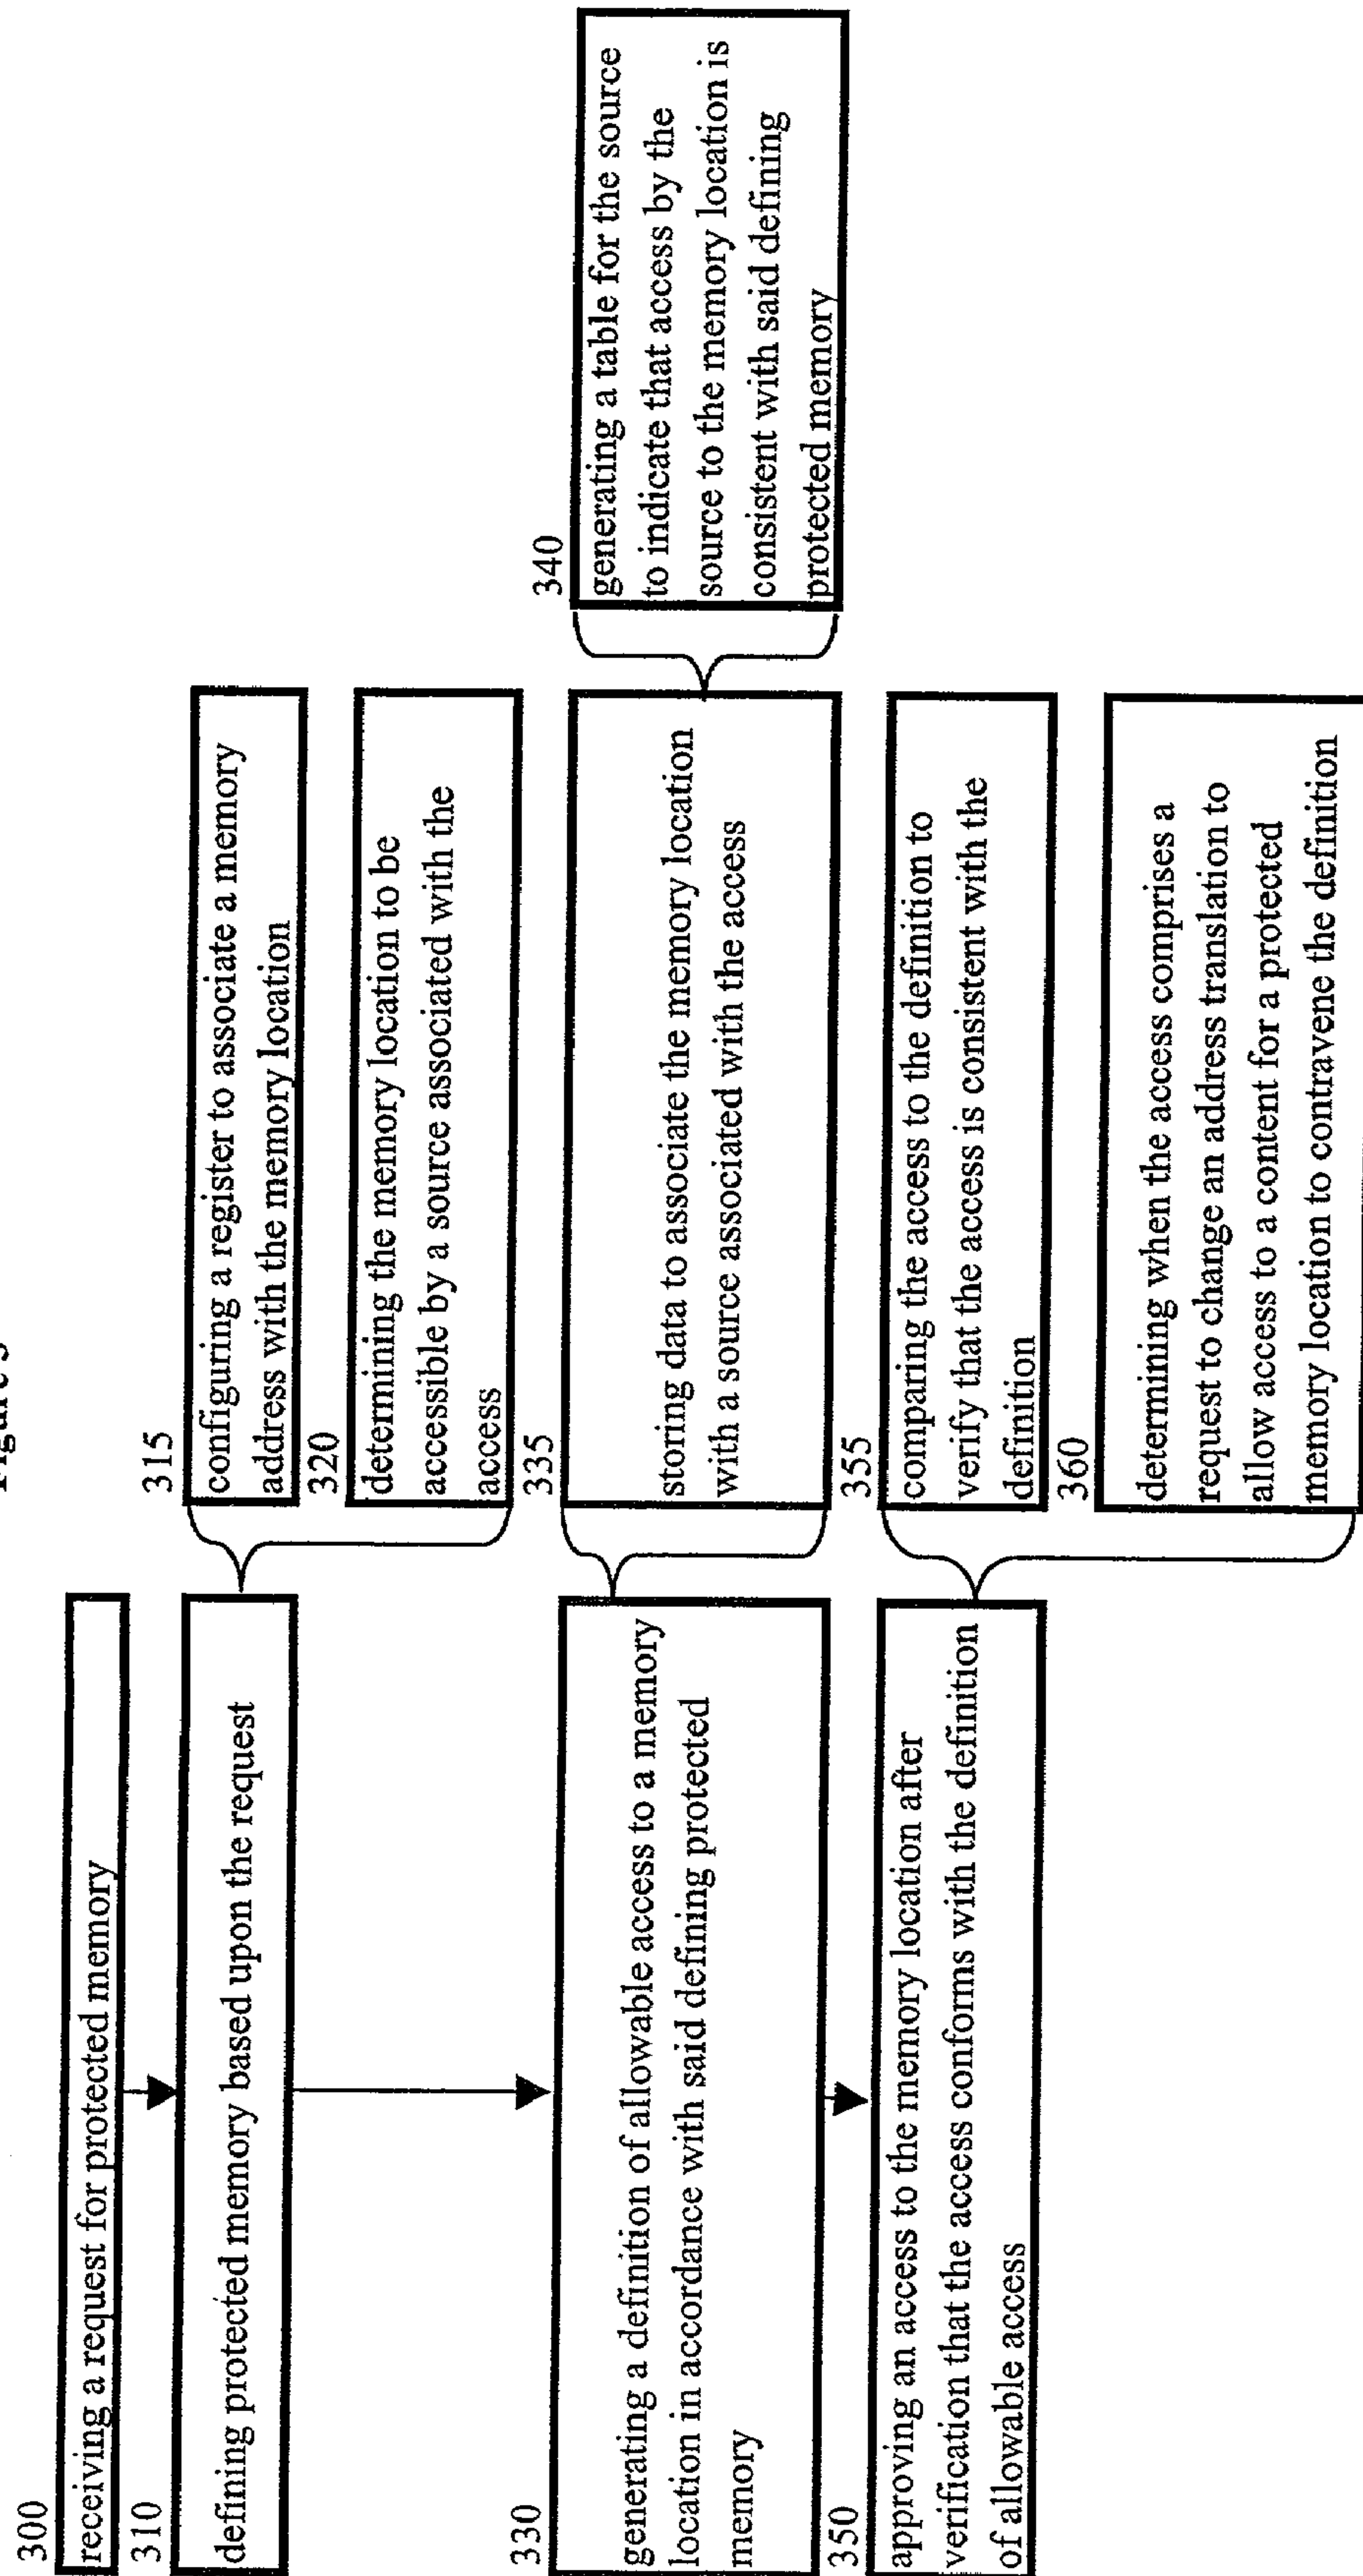 Figure 3
300
receiving a request for protected memory
310
defining protected memory based upon the request
315
configuring a register to associate a memory
address with the memory location
320
determining the memory location to be
accessible by a source associated with the
access
330
generating a definition of allowable access to a memory
location in accordance with said defining protected
memory
335
storing data to associate the memory location
with a source associated with the access
340
generating a table for the source
to indicate that access by the
source to the memory location is
consistent with said defining
protected memory
350
approving an access to the memory location after
verification that the access conforms with the definition
of allowable access
355
comparing the access to the definition to
verify that the access is consistent with the
definition
360
determining when the access comprises a
request to change an address translation to
allow access to a content for a protected
memory location to contravene the definition